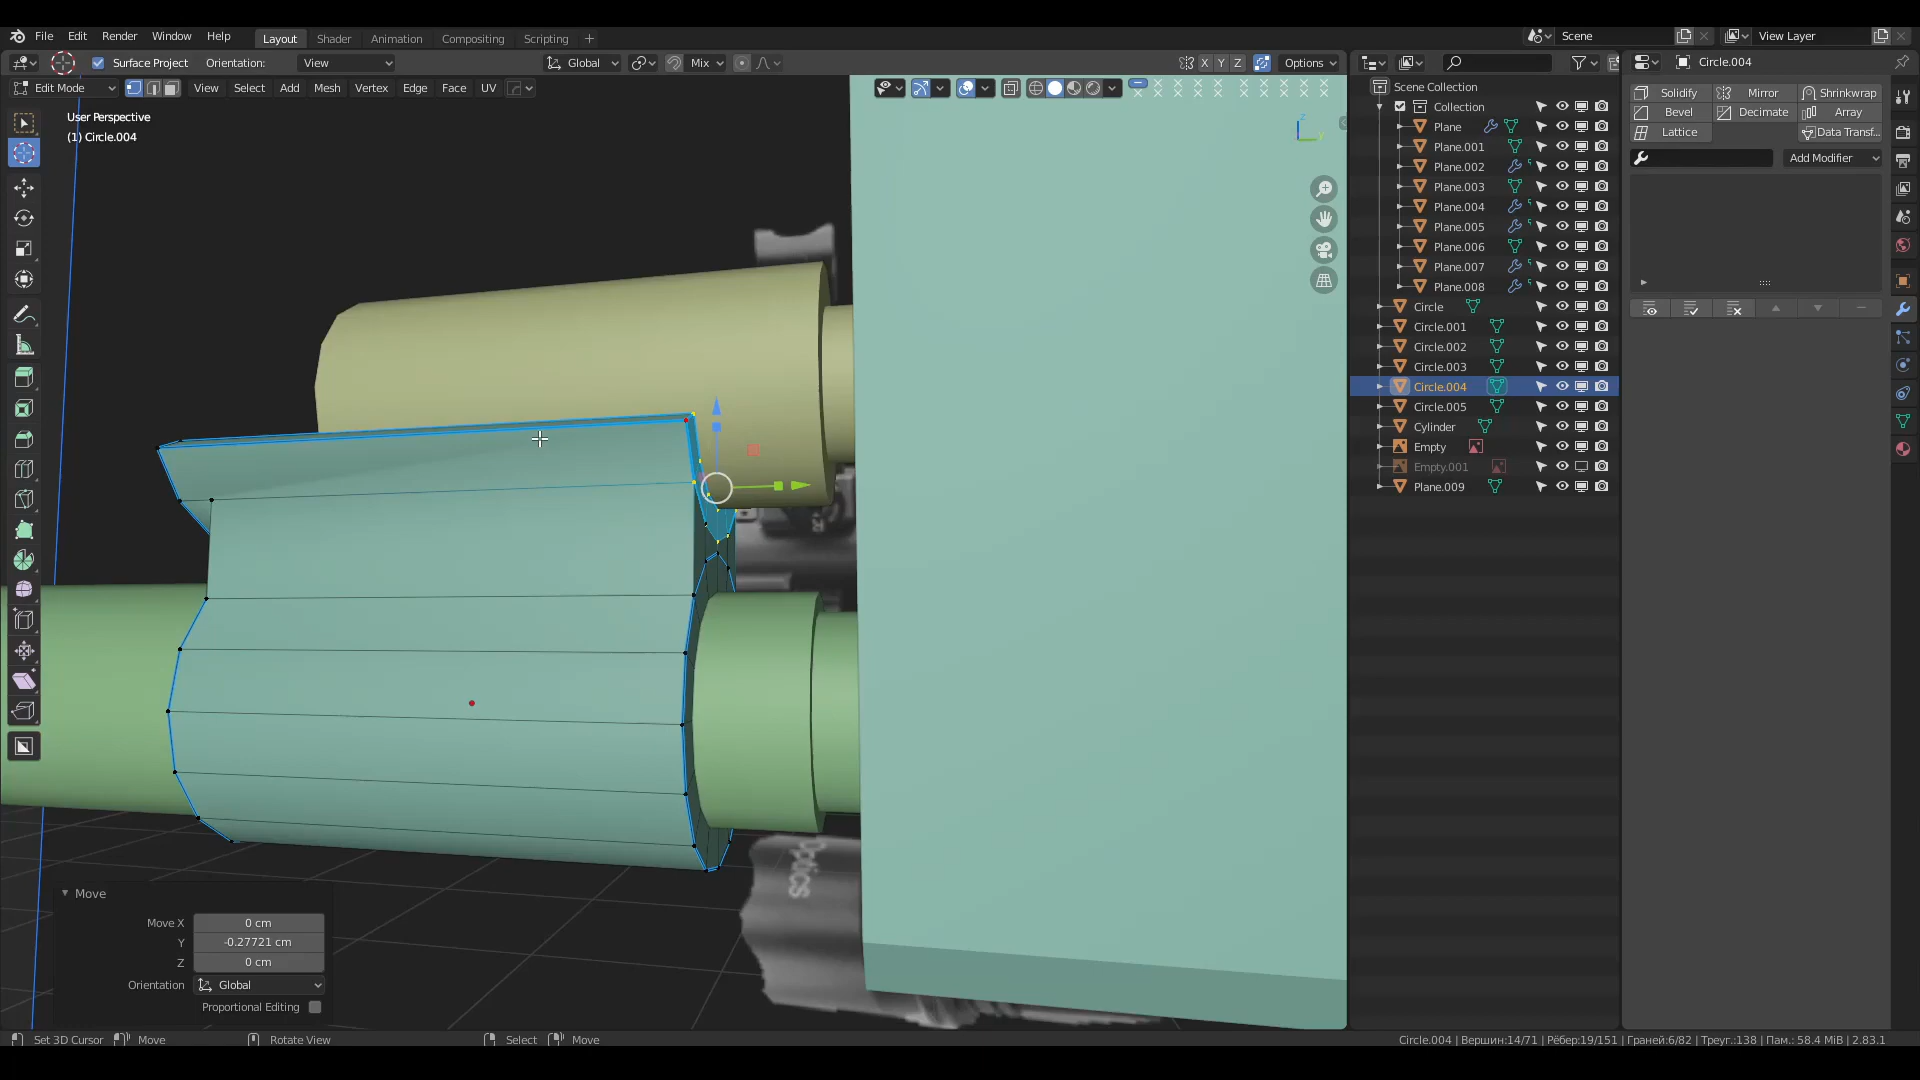 File Edit Render Window Help Layout Shader Animation Compositing Scripting + Scene View Layer
Surface Project Orientation: View Global Mix X Y Z Options Circle.004
Edit Mode View Select Add Mesh Vertex Edge Face UV
User Perspective
(1) Circle.004
Scene Collection
Collection
Plane
Plane.001
Plane.002
Plane.003
Plane.004
Plane.005
Plane.006
Plane.007
Plane.008
Circle
Circle.001
Circle.002
Circle.003
Circle.004
Circle.005
Cylinder
Empty
Empty.001
Plane.009
Solidify Mirror Shrinkwrap
Bevel Decimate Array
Lattice Data Transf...
Add Modifier
Optics
Move
Move X 0 cm
Y -0.27721 cm
Z 0 cm
Orientation Global
Proportional Editing
Set 3D Cursor Move Rotate View Select Move Circle.004 | Вершин:14/71 | Рёбер:19/151 | Граней:6/82 | Треуг.:138 | Пам.: 58.4 MiB | 2.83.1